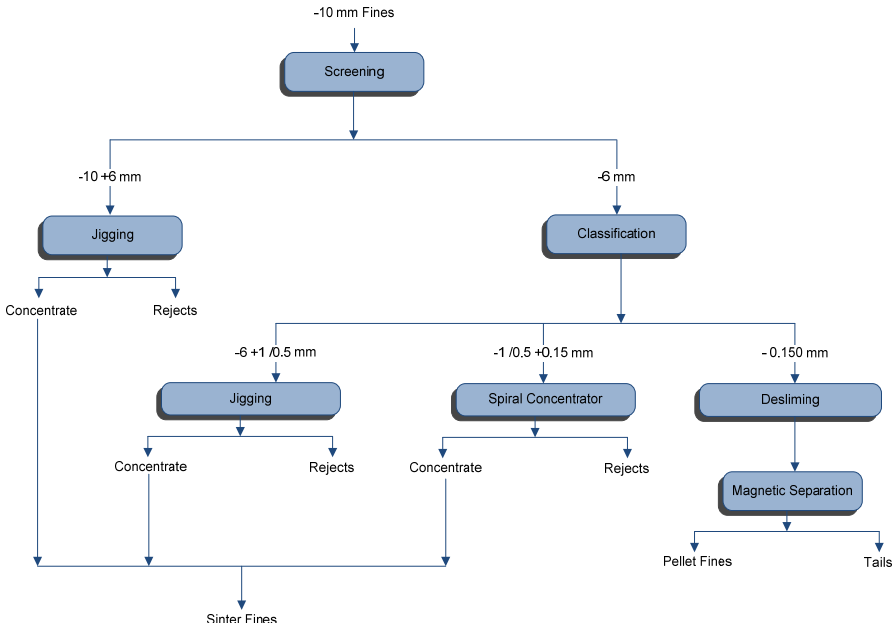 -10 mm Fines
Screening
-10 +6 mm
-6 mm
Jigging
Classification
Concentrate
Rejects
-6 +1 /0.5 mm
-1 /0.5 +0.15 mm
- 0.150 mm
Jigging
Spiral Concentrator
Desliming
Concentrate
Rejects
Concentrate
Rejects
Magnetic Separation
Pellet Fines
Tails
Sinter Fines